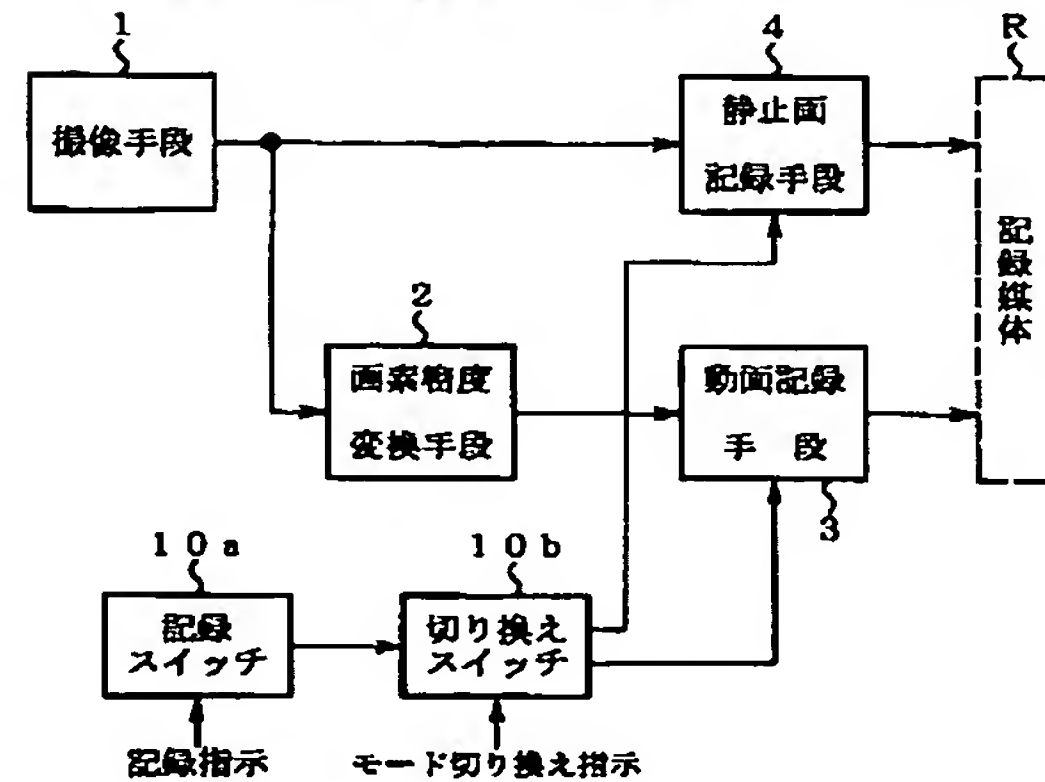 1
撮像手段
4
静止画
記録手段
R
記録媒体
2
画素密度
変換手段
動画記録
手 段
3
10a
記録
スイッチ
10b
切り換え
スイッチ
記録指示
モード切り換え指示